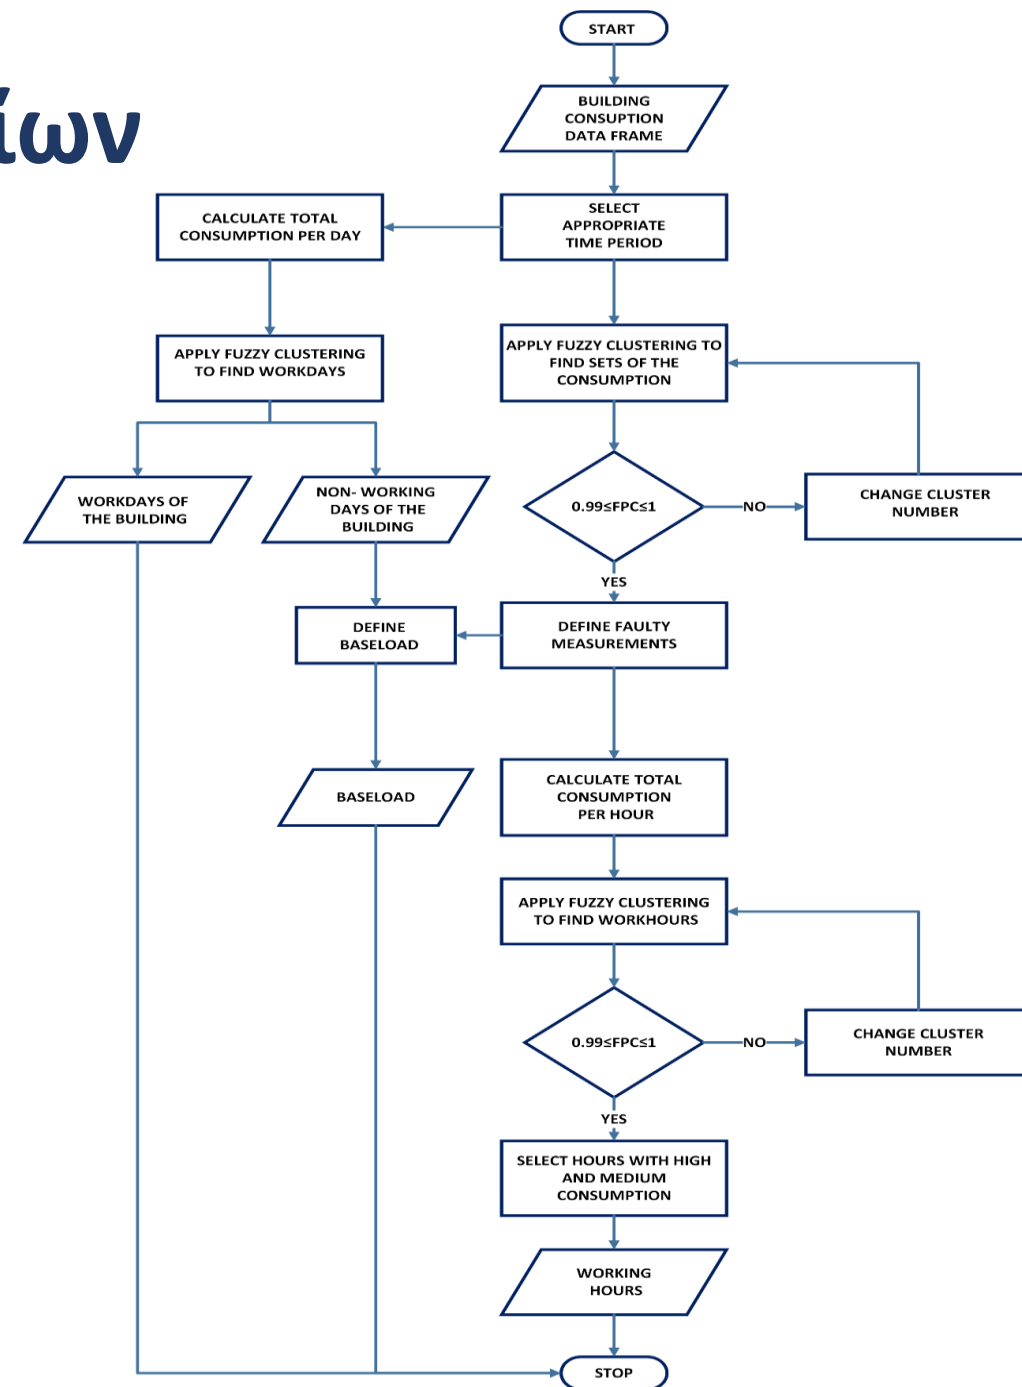 START
ίων
BUILDING
CONSUPTION
DATA FRAME
CALCULATE TOTAL
CONSUMPTION PER DAY
SELECT
APPROPRIATE
TIME PERIOD
APPLY FUZZY CLUSTERING
TO FIND WORKDAYS
APPLY FUZZY CLUSTERING TO
FIND SETS OF THE
CONSUMPTION
WORKDAYS OF
THE BUILDING
NON- WORKING
DAYS OF THE
BUILDING
0.99≤FPC≤1
NO
CHANGE CLUSTER
NUMBER
YES
DEFINE
BASELOAD
DEFINE FAULTY
MEASUREMENTS
BASELOAD
CALCULATE TOTAL
CONSUMPTION
PER HOUR
APPLY FUZZY CLUSTERING
TO FIND WORKHOURS
0.99≤FPC≤1
NO
CHANGE CLUSTER
NUMBER
YES
SELECT HOURS WITH HIGH
AND MEDIUM
CONSUMPTION
WORKING
HOURS
STOP